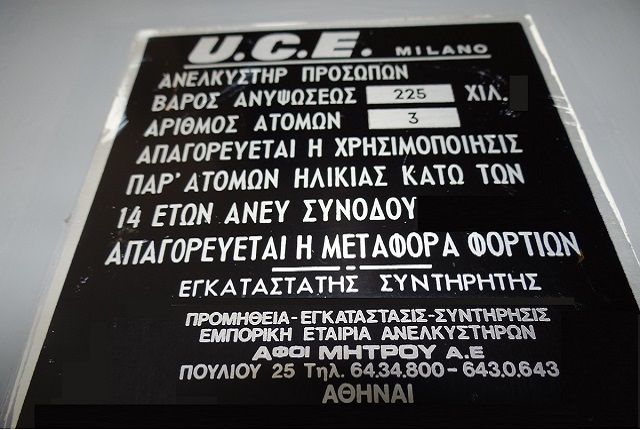 U.C.E. MILANO
ΑΝΕΛΚΥΣΤΗΡ ΠΡΟΣΩΠΩΝ
ΒΑΡΟΣ ΑΝΥΨΩΣΕΩΣ 225 ΧΙΛ.
ΑΡΙΘΜΟΣ ΑΤΟΜΩΝ 3
ΑΠΑΓΟΡΕΥΕΤΑΙ Η ΧΡΗΣΙΜΟΠΟΙΗΣΙΣ
ΠΑΡ' ΑΤΟΜΩΝ ΗΛΙΚΙΑΣ ΚΑΤΩ ΤΩΝ
14 ΕΤΩΝ ΑΝΕΥ ΣΥΝΟΔΟΥ
ΑΠΑΓΟΡΕΥΕΤΑΙ Η ΜΕΤΑΦΟΡΑ ΦΟΡΤΙΩΝ
ΕΓΚΑΤΑΣΤΑΤΗΣ ΣΥΝΤΗΡΗΤΗΣ
ΠΡΟΜΗΘΕΙΑ-ΕΓΚΑΤΑΣΤΑΣΙΣ-ΣΥΝΤΗΡΗΣΙΣ
ΕΜΠΟΡΙΚΗ ΕΤΑΙΡΙΑ ΑΝΕΛΚΥΣΤΗΡΩΝ
ΑΦΟΙ ΜΗΤΡΟΥ Α.Ε
ΠΟΥΛΙΟΥ 25 Τηλ. 64.34.800-643.0.643
ΑΘΗΝΑΙ